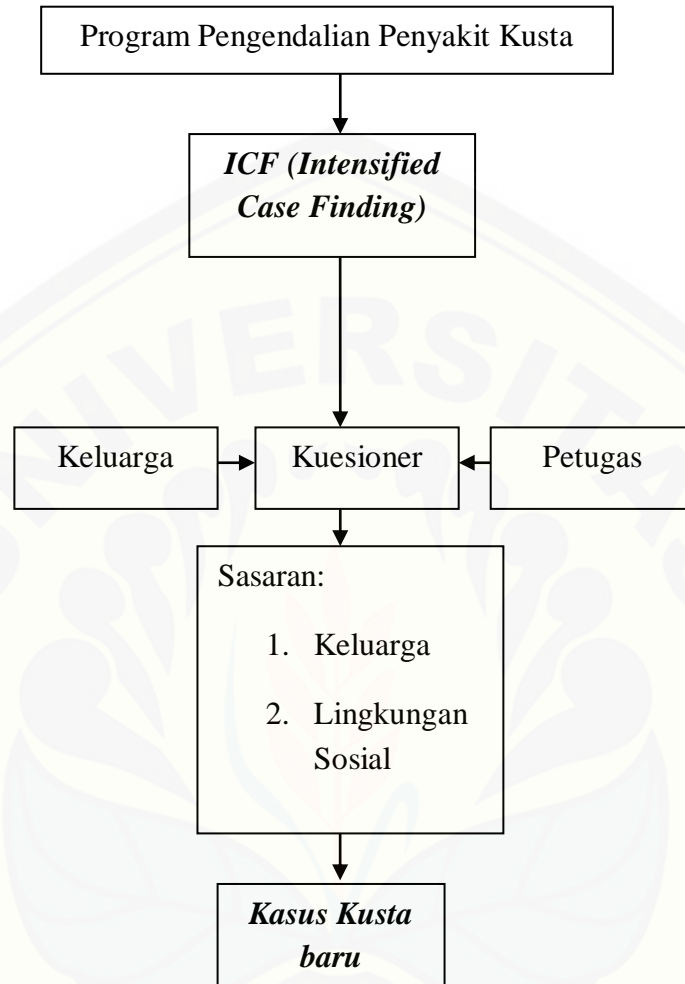 Program Pengendalian Penyakit Kusta
ICF (Intensified
Case Finding)
Keluarga
Kuesioner
Petugas
Sasaran:
1. Keluarga
2. Lingkungan
Sosial
Kasus Kusta
baru